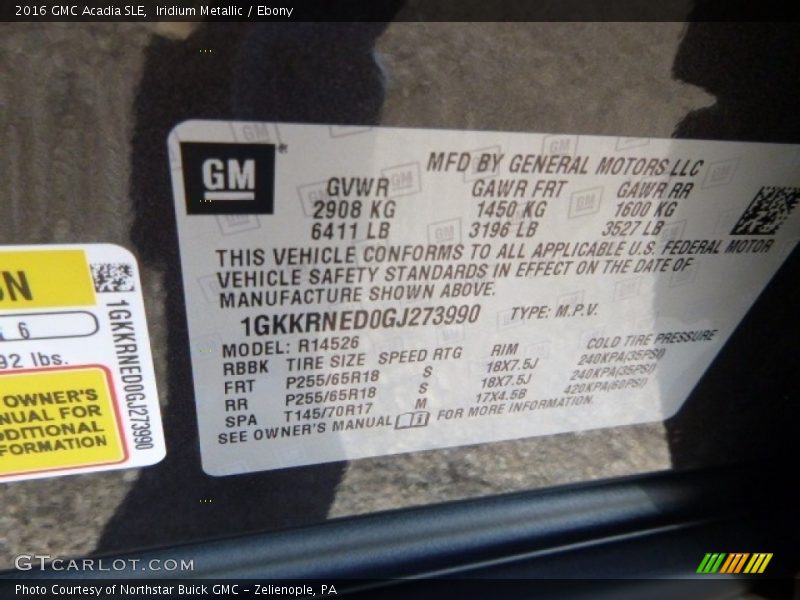 2016 GMC Acadia SLE, Iridium Metallic / Ebony
GM
MFD BY GENERAL MOTORS LLC
GVWR GAWR FRT GAWR RR
2908 KG 1450 KG 1600 KG
6411 LB 3196 LB 3527 LB
THIS VEHICLE CONFORMS TO ALL APPLICABLE U.S. FEDERAL MOTOR
VEHICLE SAFETY STANDARDS IN EFFECT ON THE DATE OF
MANUFACTURE SHOWN ABOVE.
1GKKRNED0GJ273990 TYPE: M.P.V.
MODEL: R14526
RBBK TIRE SIZE SPEED RTG RIM COLD TIRE PRESSURE
FRT P255/65R18 S 18X7.5J 240KPA(35PSI)
RR P255/65R18 S 18X7.5J 240KPA(35PSI)
SPA T145/70R17 M 17X4.5B 420KPA(60PSI)
SEE OWNER'S MANUAL FOR MORE INFORMATION.
6
92 lbs.
OWNER'S
NUAL FOR
DDITIONAL
FORMATION
1GKKRNED0GJ273990
GTCARLOT.COM
Photo Courtesy of Northstar Buick GMC - Zelienople, PA